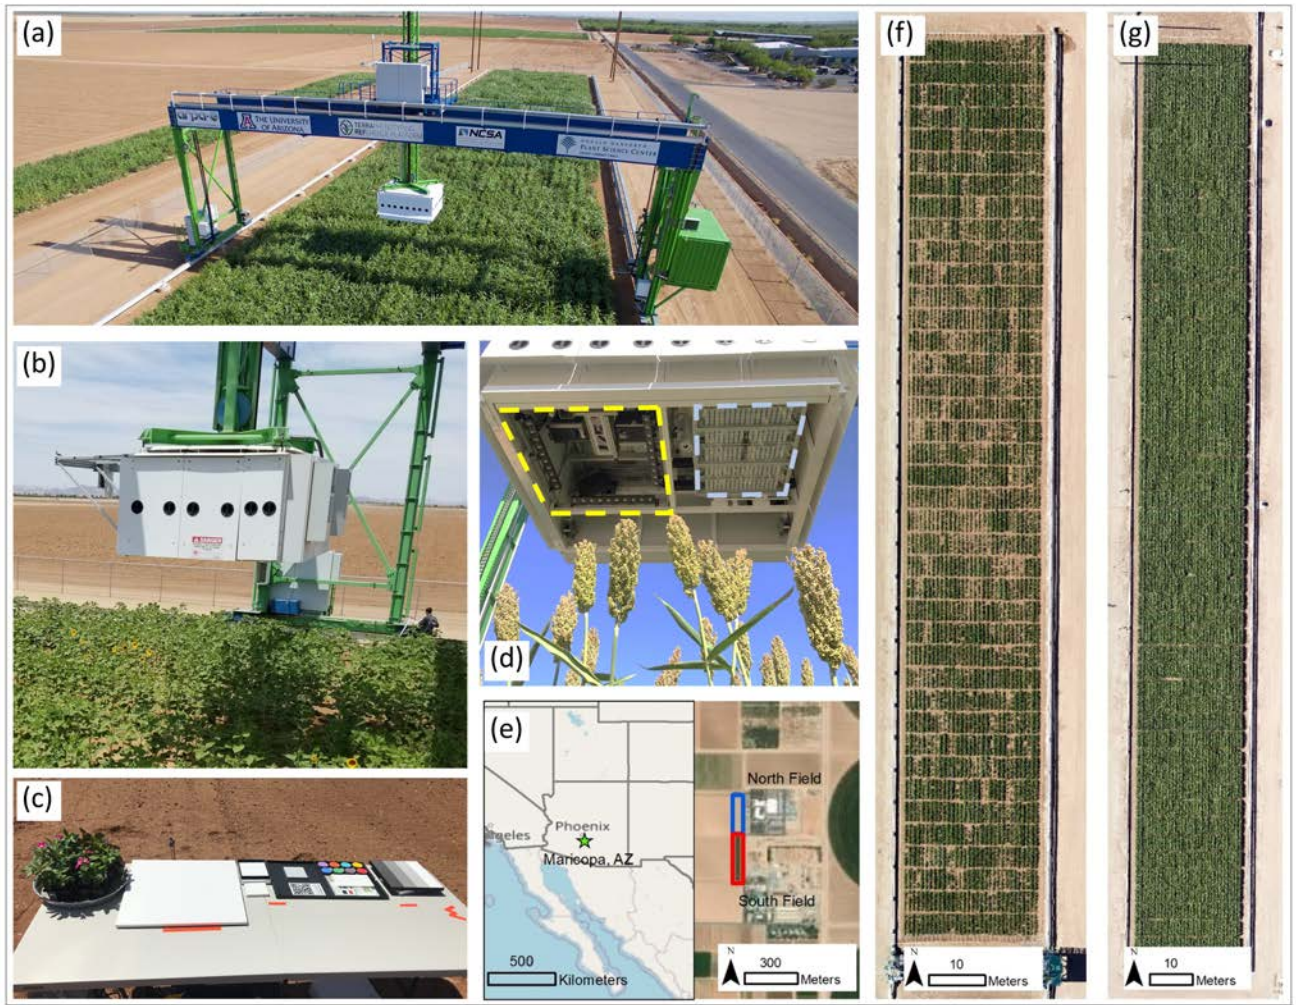 (a)
THE UNIVERSITY
OF ARIZONA
NCSA
PLANT SCIENCE CENTER
(b)
DANGER
(c)
(d)
(e)
Phoenix
Maricopa, AZ
500
Kilometers
North Field
South Field
N
300
Meters
(f)
N
10
Meters
(g)
N
10
Meters